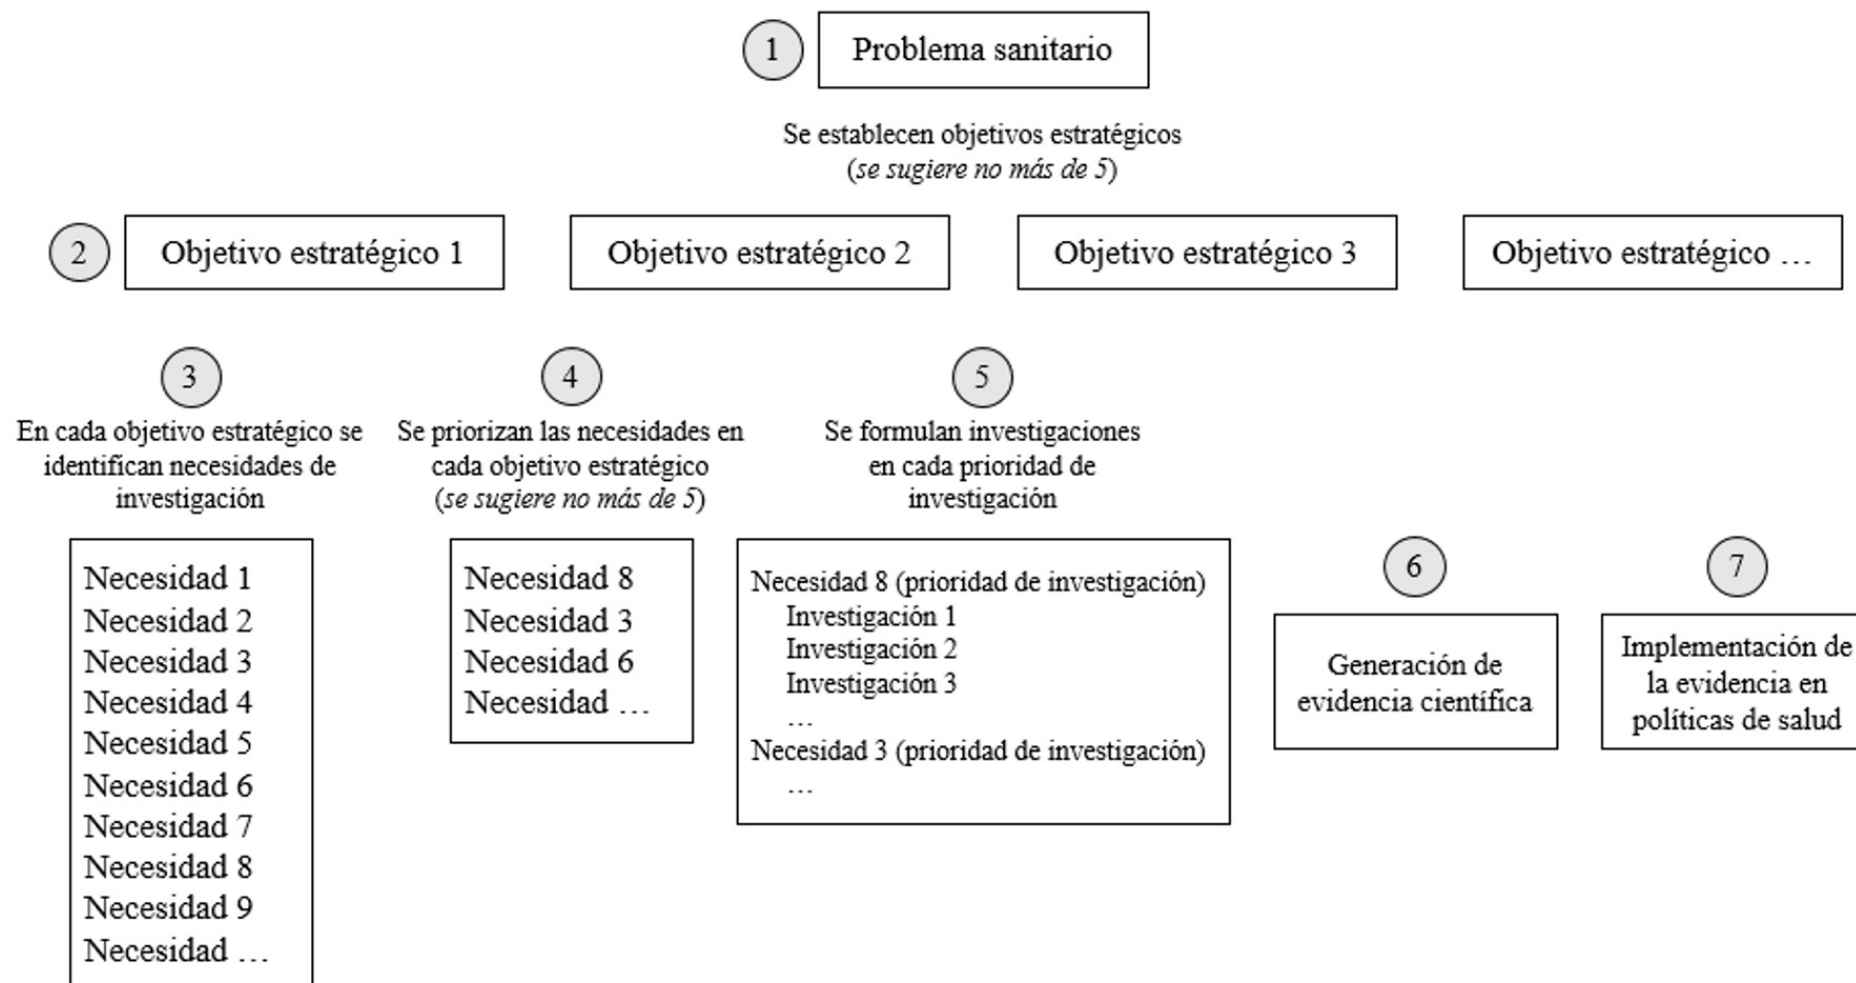 1
Problema sanitario
Se establecen objetivos estratégicos
(se sugiere no más de 5)
2
Objetivo estratégico 1
Objetivo estratégico 2
Objetivo estratégico 3
Objetivo estratégico …
3
En cada objetivo estratégico se
identifican necesidades de
investigación
Necesidad 1
Necesidad 2
Necesidad 3
Necesidad 4
Necesidad 5
Necesidad 6
Necesidad 7
Necesidad 8
Necesidad 9
Necesidad …
4
Se priorizan las necesidades en
cada objetivo estratégico
(se sugiere no más de 5)
Necesidad 8
Necesidad 3
Necesidad 6
Necesidad …
5
Se formulan investigaciones
en cada prioridad de
investigación
Necesidad 8 (prioridad de investigación)
Investigación 1
Investigación 2
Investigación 3
…
Necesidad 3 (prioridad de investigación)
…
6
Generación de
evidencia científica
7
Implementación de
la evidencia en
políticas de salud